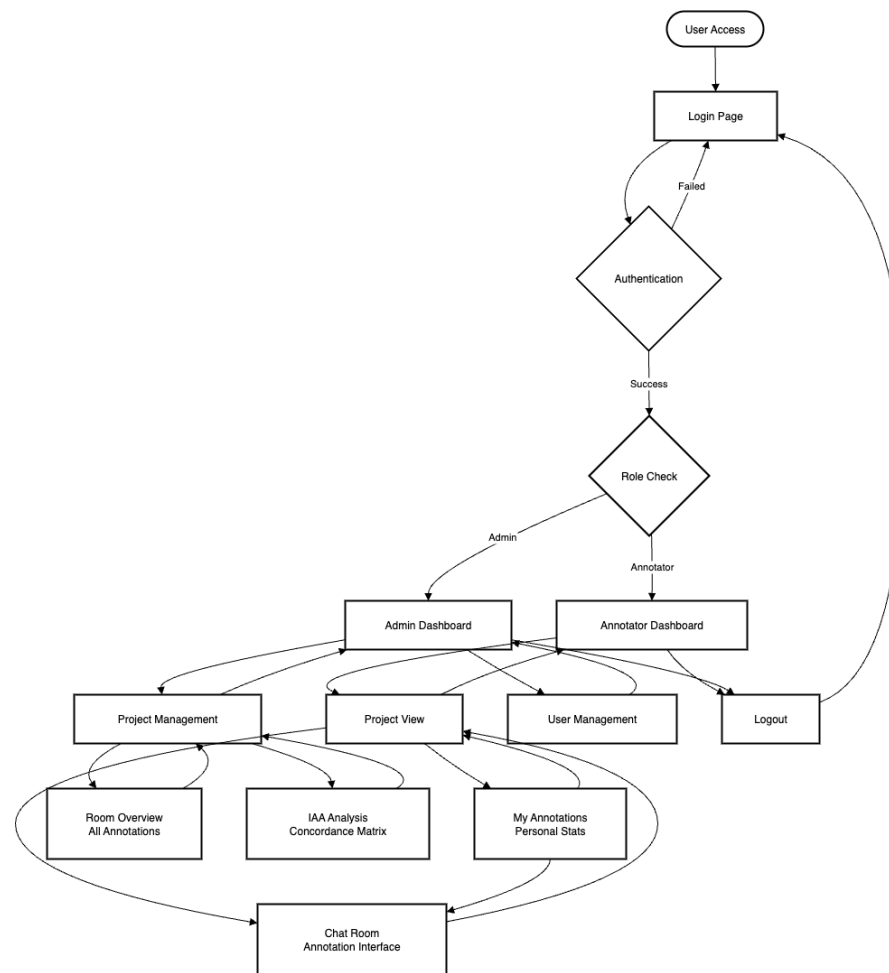 User Access
Login Page
Failed
Authentication
Success
Role Check
Admin
Annotator
Admin Dashboard
Annotator Dashboard
Project Management
Project View
User Management
Logout
Room Overview
All Annotations
IAA Analysis
Concordance Matrix
My Annotations
Personal Stats
Chat Room
Annotation Interface